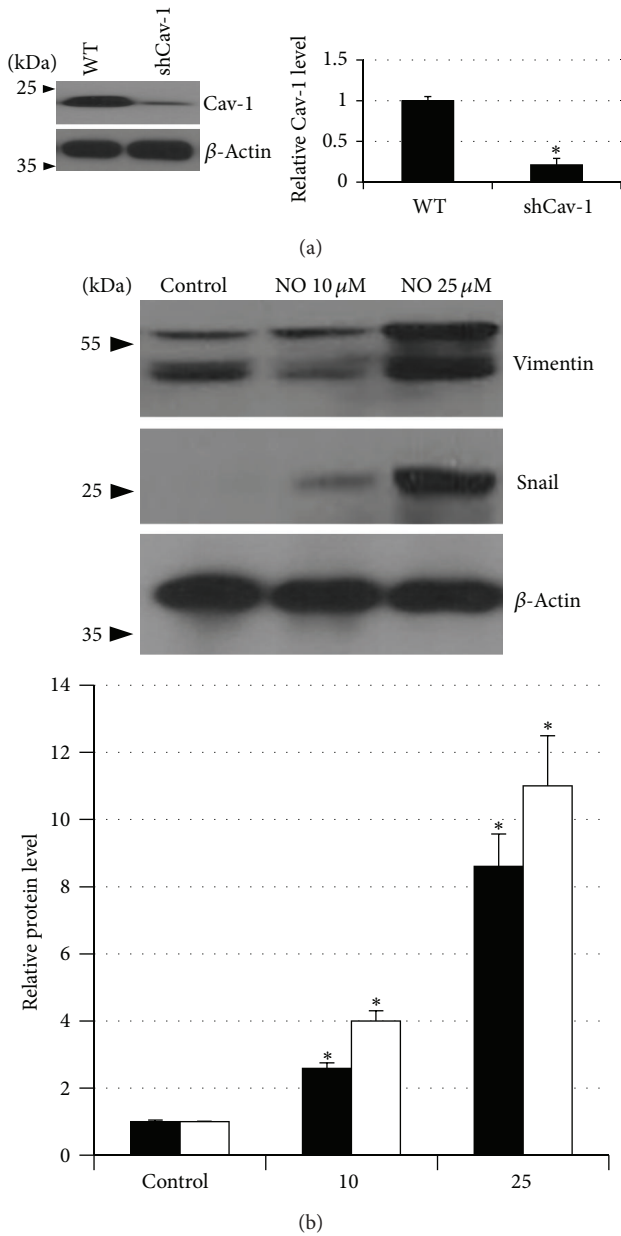 (kDa)
WT
shCav-1
25
Cav-1
β-Actin
35
Relative Cav-1 level
1.5
1
0.5
0
*
WT
shCav-1
(a)
(kDa)
Control
NO 10 μM
NO 25 μM
55
Vimentin
25
Snail
β-Actin
35
Relative protein level
14
12
10
8
6
4
2
0
*
*
*
*
Control
10
25
(b)